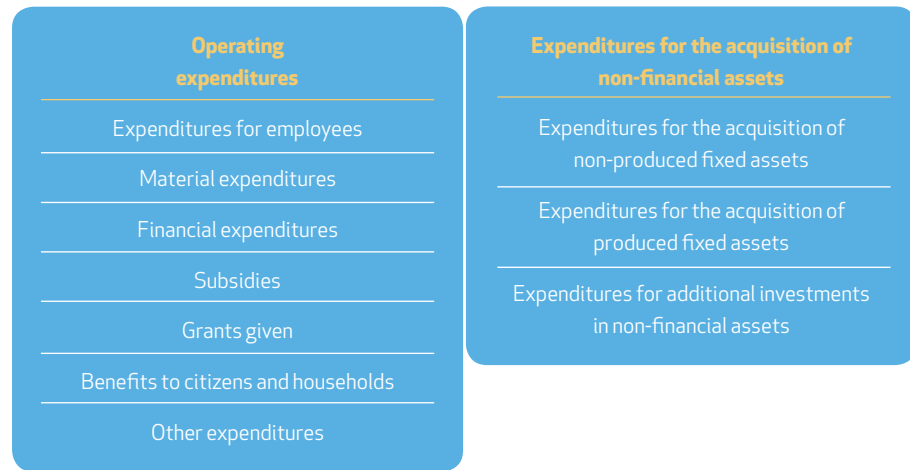 Operating
expenditures
Expenditures for employees
Material expenditures
Financial expenditures
Subsidies
Grants given
Benefits to citizens and households
Other expenditures
Expenditures for the acquisition of
non-financial assets
Expenditures for the acquisition of
non-produced fixed assets
Expenditures for the acquisition of
produced fixed assets
Expenditures for additional investments
in non-financial assets